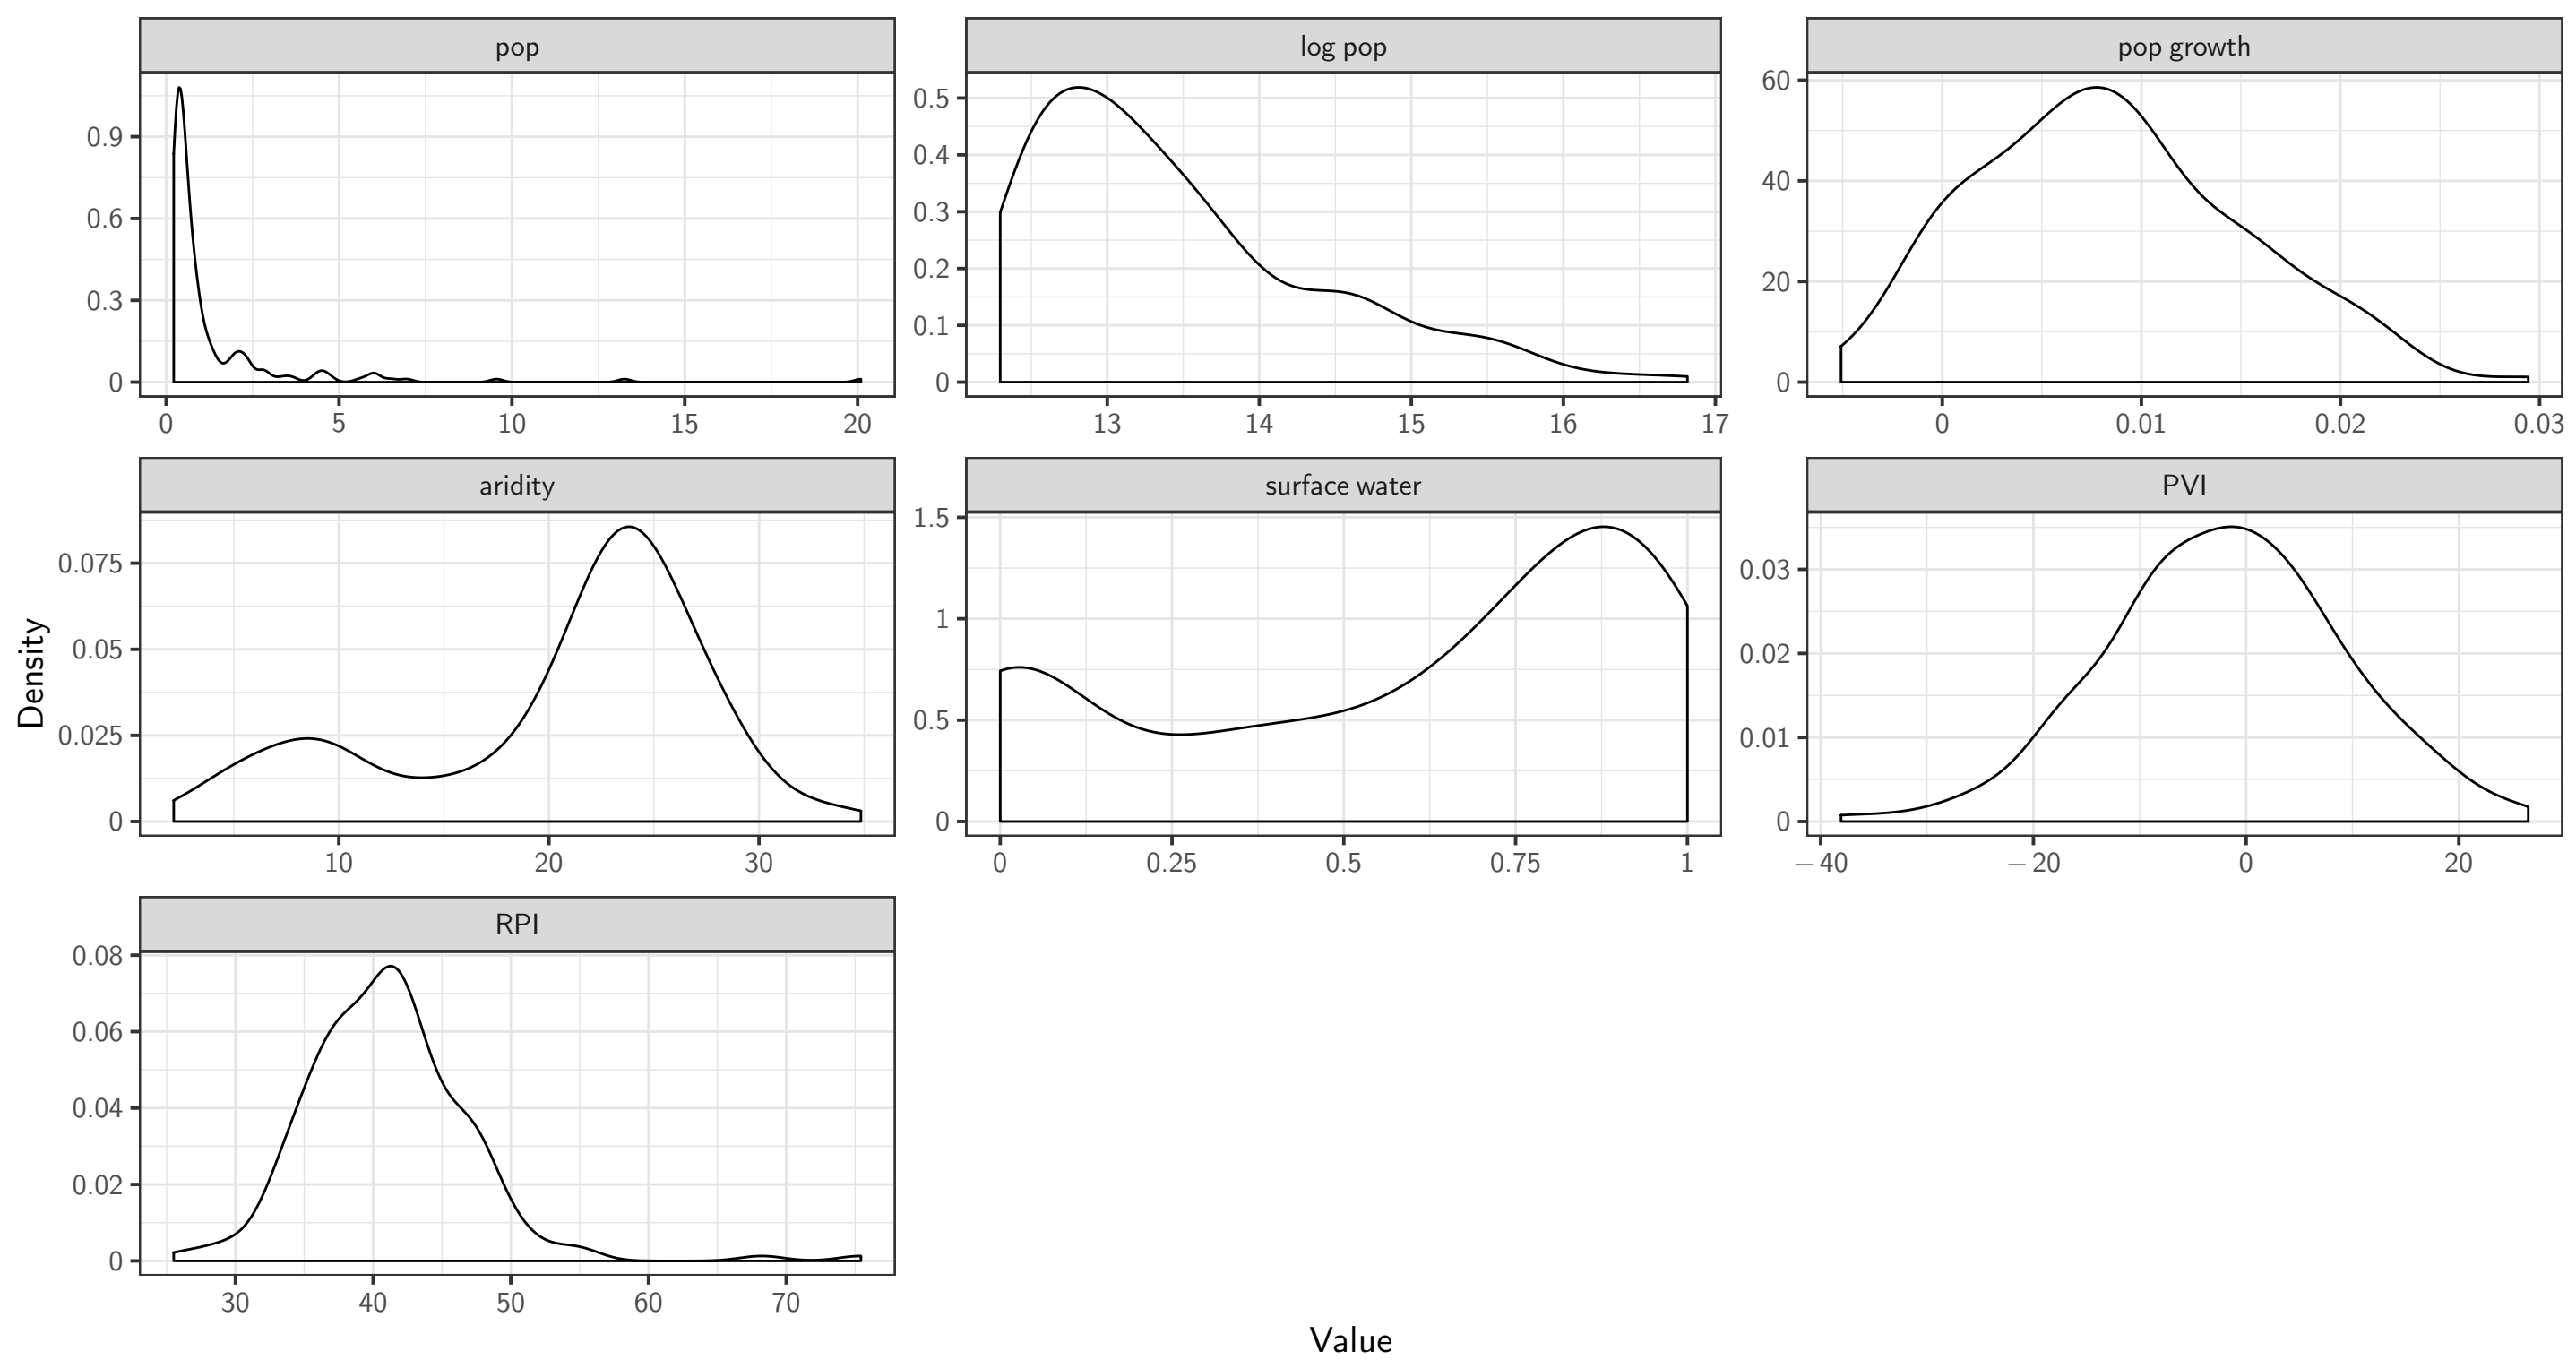 pop
log pop
pop growth
0.9
0.6
0.3
0
0 5 10 15 20
0.5
0.4
0.3
0.2
0.1
0
13 14 15 16 17
60
40
20
0
0 0.01 0.02 0.03
aridity
surface water
PVI
0.075
0.05
0.025
0
10 20 30
1.5
1
0.5
0
0 0.25 0.5 0.75 1
0.03
0.02
0.01
0
−40 −20 0 20
RPI
0.08
0.06
0.04
0.02
0
30 40 50 60 70
Density
Value